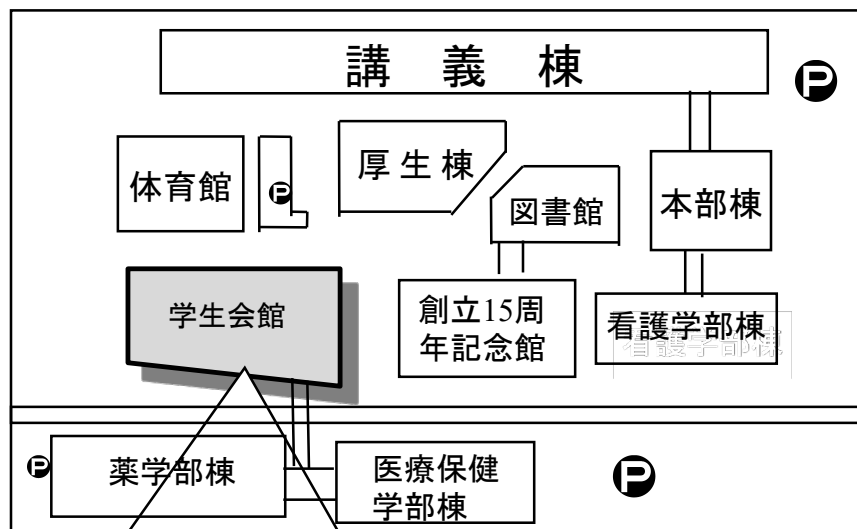 講 義 棟
P
体育館
P
厚 生 棟
図書館
本部棟
学生会館
創立15周
年記念館
看護学部棟
看護学部棟
P
薬学部棟
医療保健
学部棟
P